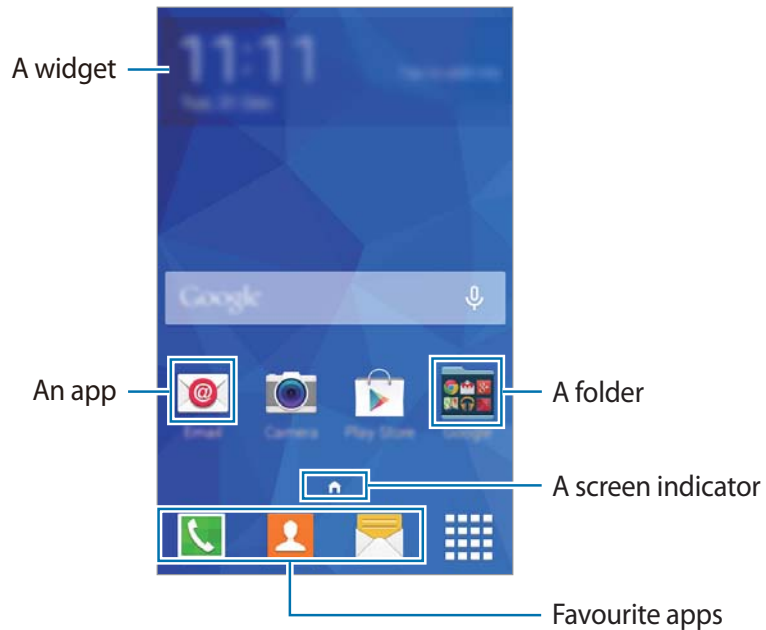 A widget
11:11
Google
An app
A folder
Email
Camera
Play Store
Google
A screen indicator
Favourite apps